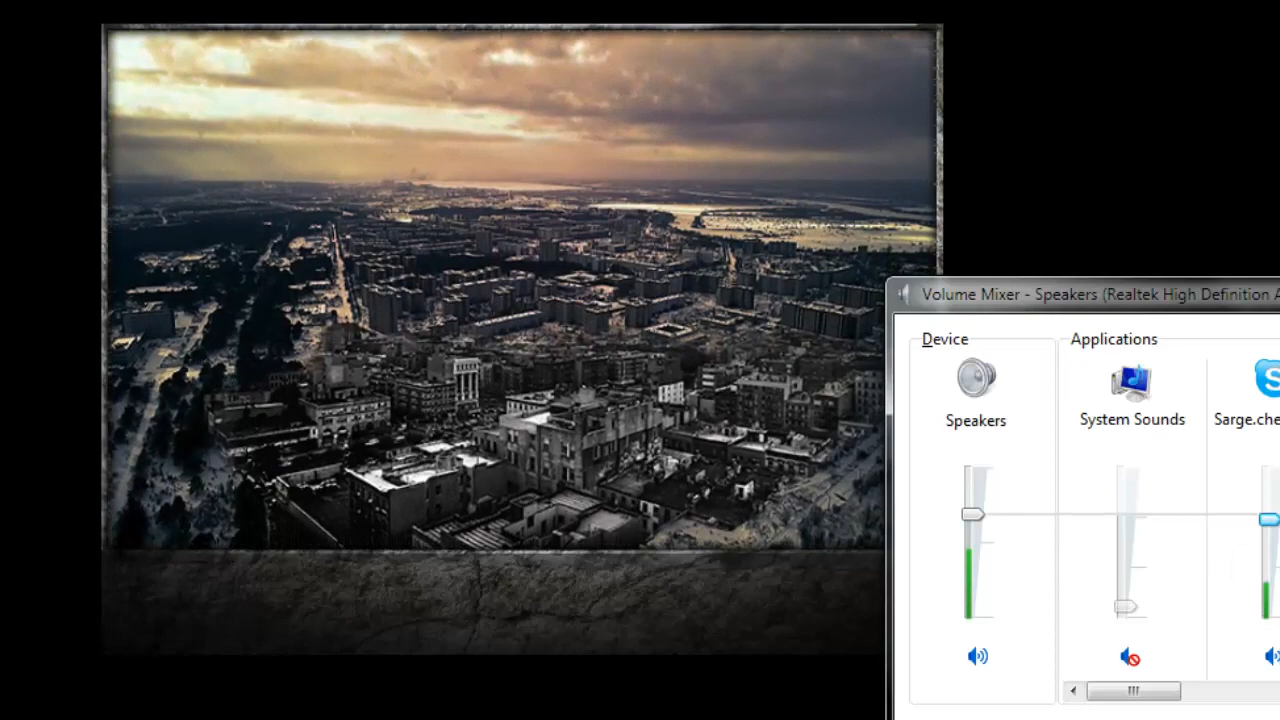 Volume Mixer - Speakers (Realtek High Definition A
Device
Applications
Speakers
System Sounds
Sarge.che